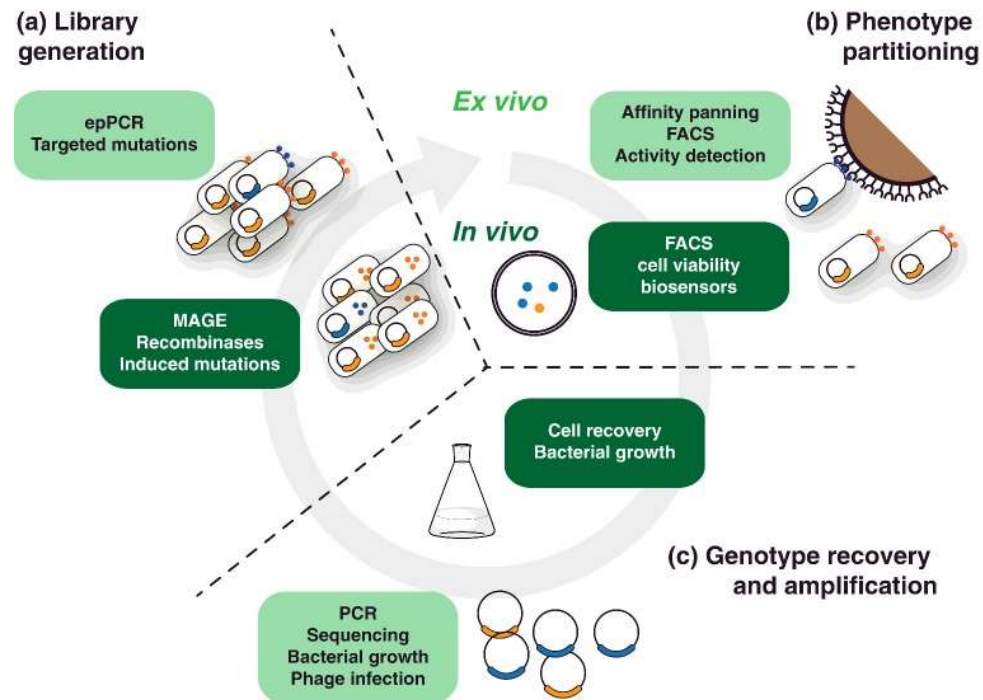 (a) Library
generation
epPCR
Targeted mutations
MAGE
Recombinases
Induced mutations
Ex vivo
In vivo
(b) Phenotype
partitioning
Affinity panning
FACS
Activity detection
FACS
cell viability
biosensors
Cell recovery
Bacterial growth
(c) Genotype recovery
and amplification
PCR
Sequencing
Bacterial growth
Phage infection